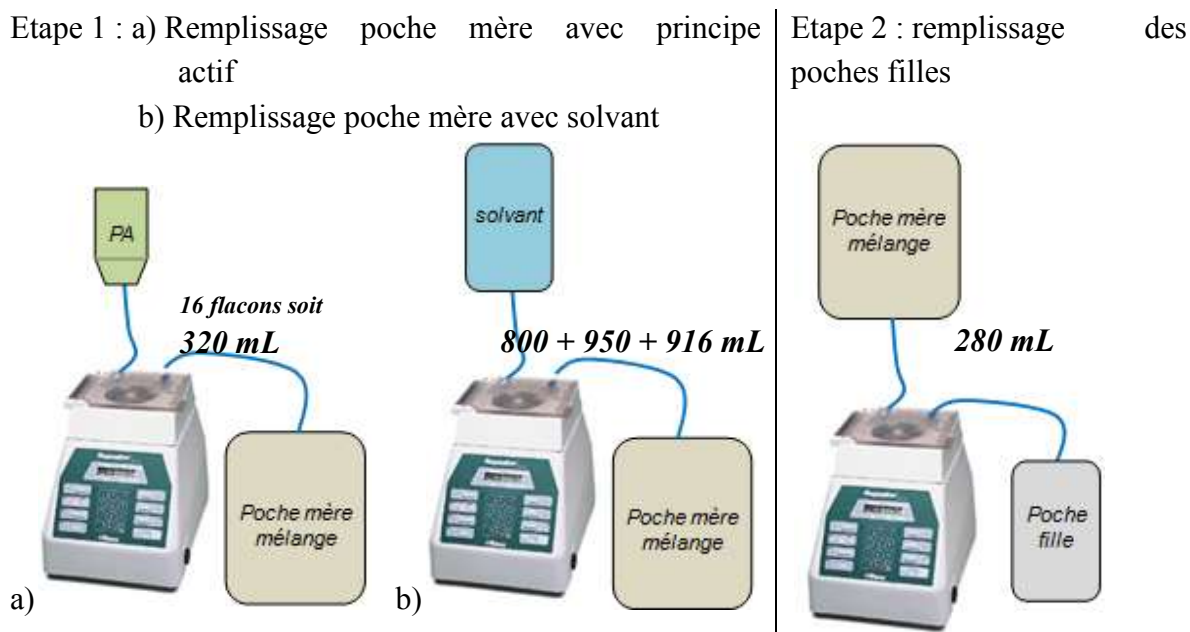 Etape 1 : a) Remplissage poche mère avec principe
actif
b) Remplissage poche mère avec solvant
Etape 2 : remplissage des
poches filles
PA
16 flacons soit
320 mL
Poche mère
mélange
a)
solvant
800 + 950 + 916 mL
Poche mère
mélange
b)
Poche mère
mélange
280 mL
Poche
fille